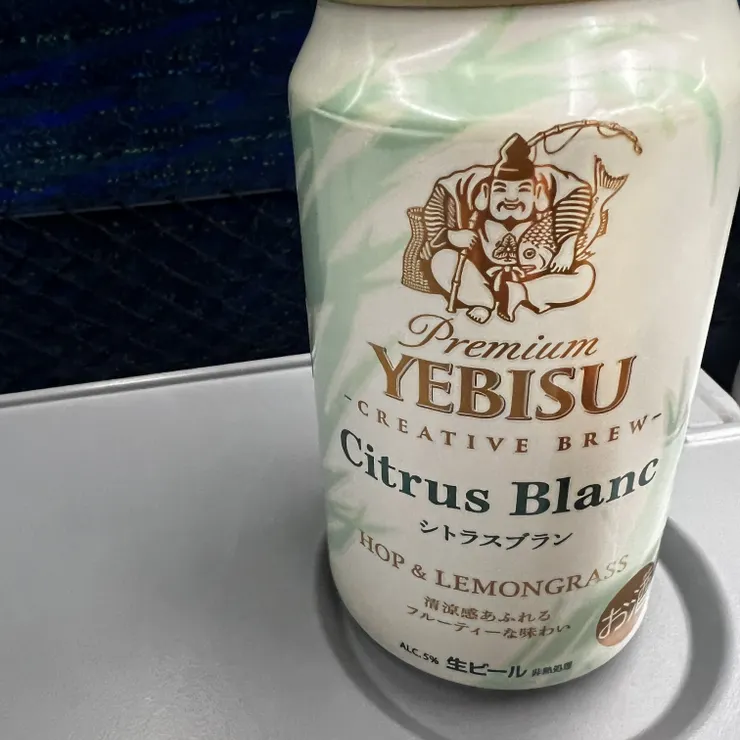 Premium
YEBISU
-CREATIVE BREW-
Citrus Blanc
シトラスブラン
HOP & LEMONGRASS
清涼感あふれる
フルーティーな味わい
お酒
ALC.5% 生ビール 非熱処理